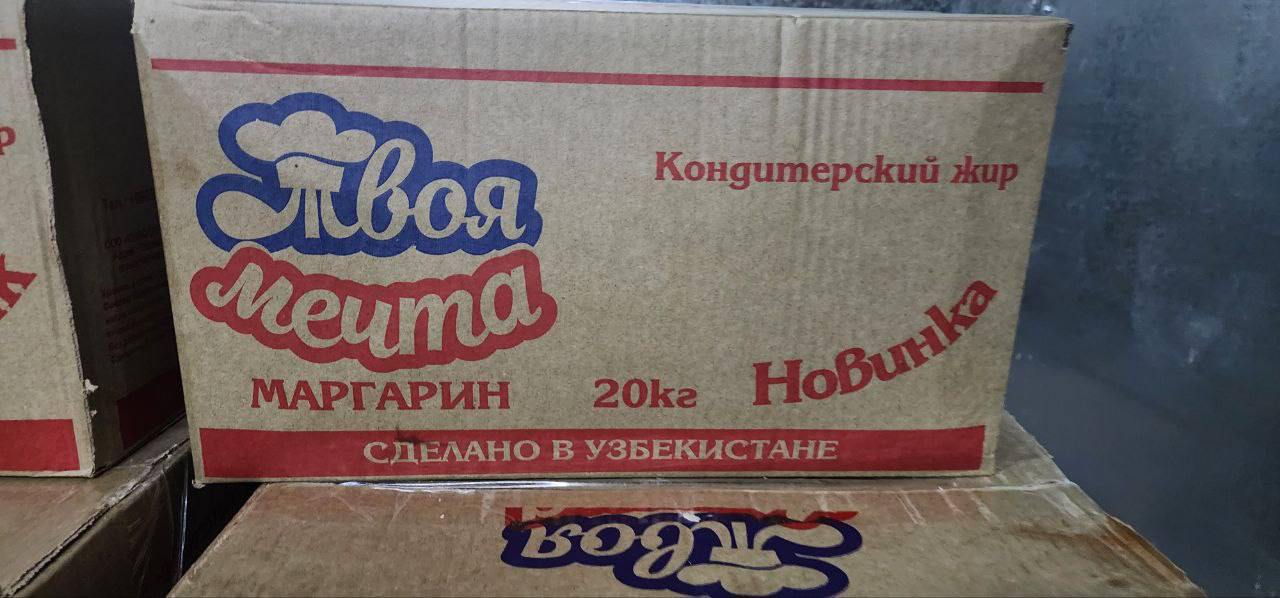 Твоя
мечта
МАРГАРИН
Кондитерский жир
20кг
Новинка
СДЕЛАНО В УЗБЕКИСТАНЕ
Твоя